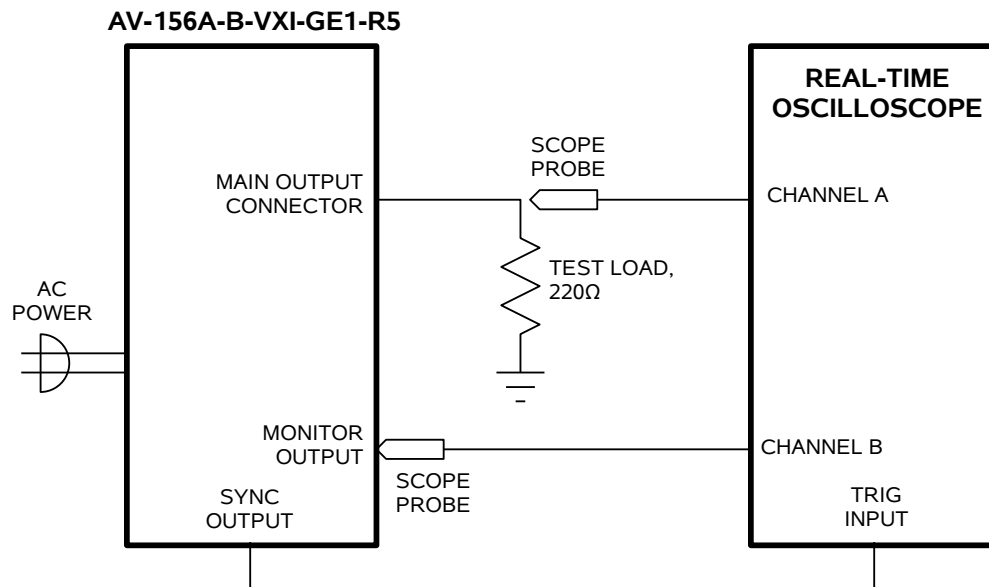 AV-156A-B-VXI-GE1-R5
REAL-TIME
OSCILLOSCOPE
SCOPE
PROBE
MAIN OUTPUT
CONNECTOR
CHANNEL A
TEST LOAD,
220Ω
AC
POWER
MONITOR
OUTPUT
CHANNEL B
SCOPE
PROBE
SYNC
OUTPUT
TRIG
INPUT